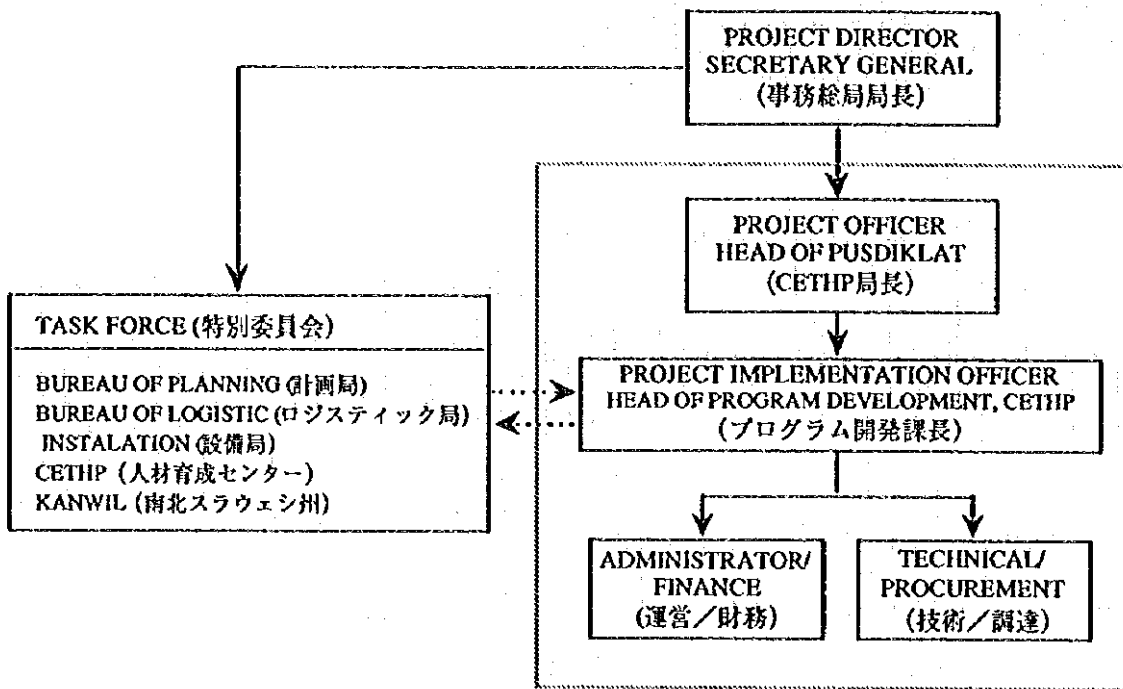 PROJECT DIRECTOR
SECRETARY GENERAL
(事務総局局長)
PROJECT OFFICER
HEAD OF PUSDIKLAT
(CETHP局長)
TASK FORCE (特別委員会)
BUREAU OF PLANNING (計画局)
BUREAU OF LOGISTIC (ロジスティック局)
INSTALATION (設備局)
CETHP (人材育成センター)
KANWIL (南北スラウェシ州)
PROJECT IMPLEMENTATION OFFICER
HEAD OF PROGRAM DEVELOPMENT, CETHP
(プログラム開発課長)
ADMINISTRATOR/
FINANCE
(運営/財務)
TECHNICAL/
PROCUREMENT
(技術/調達)